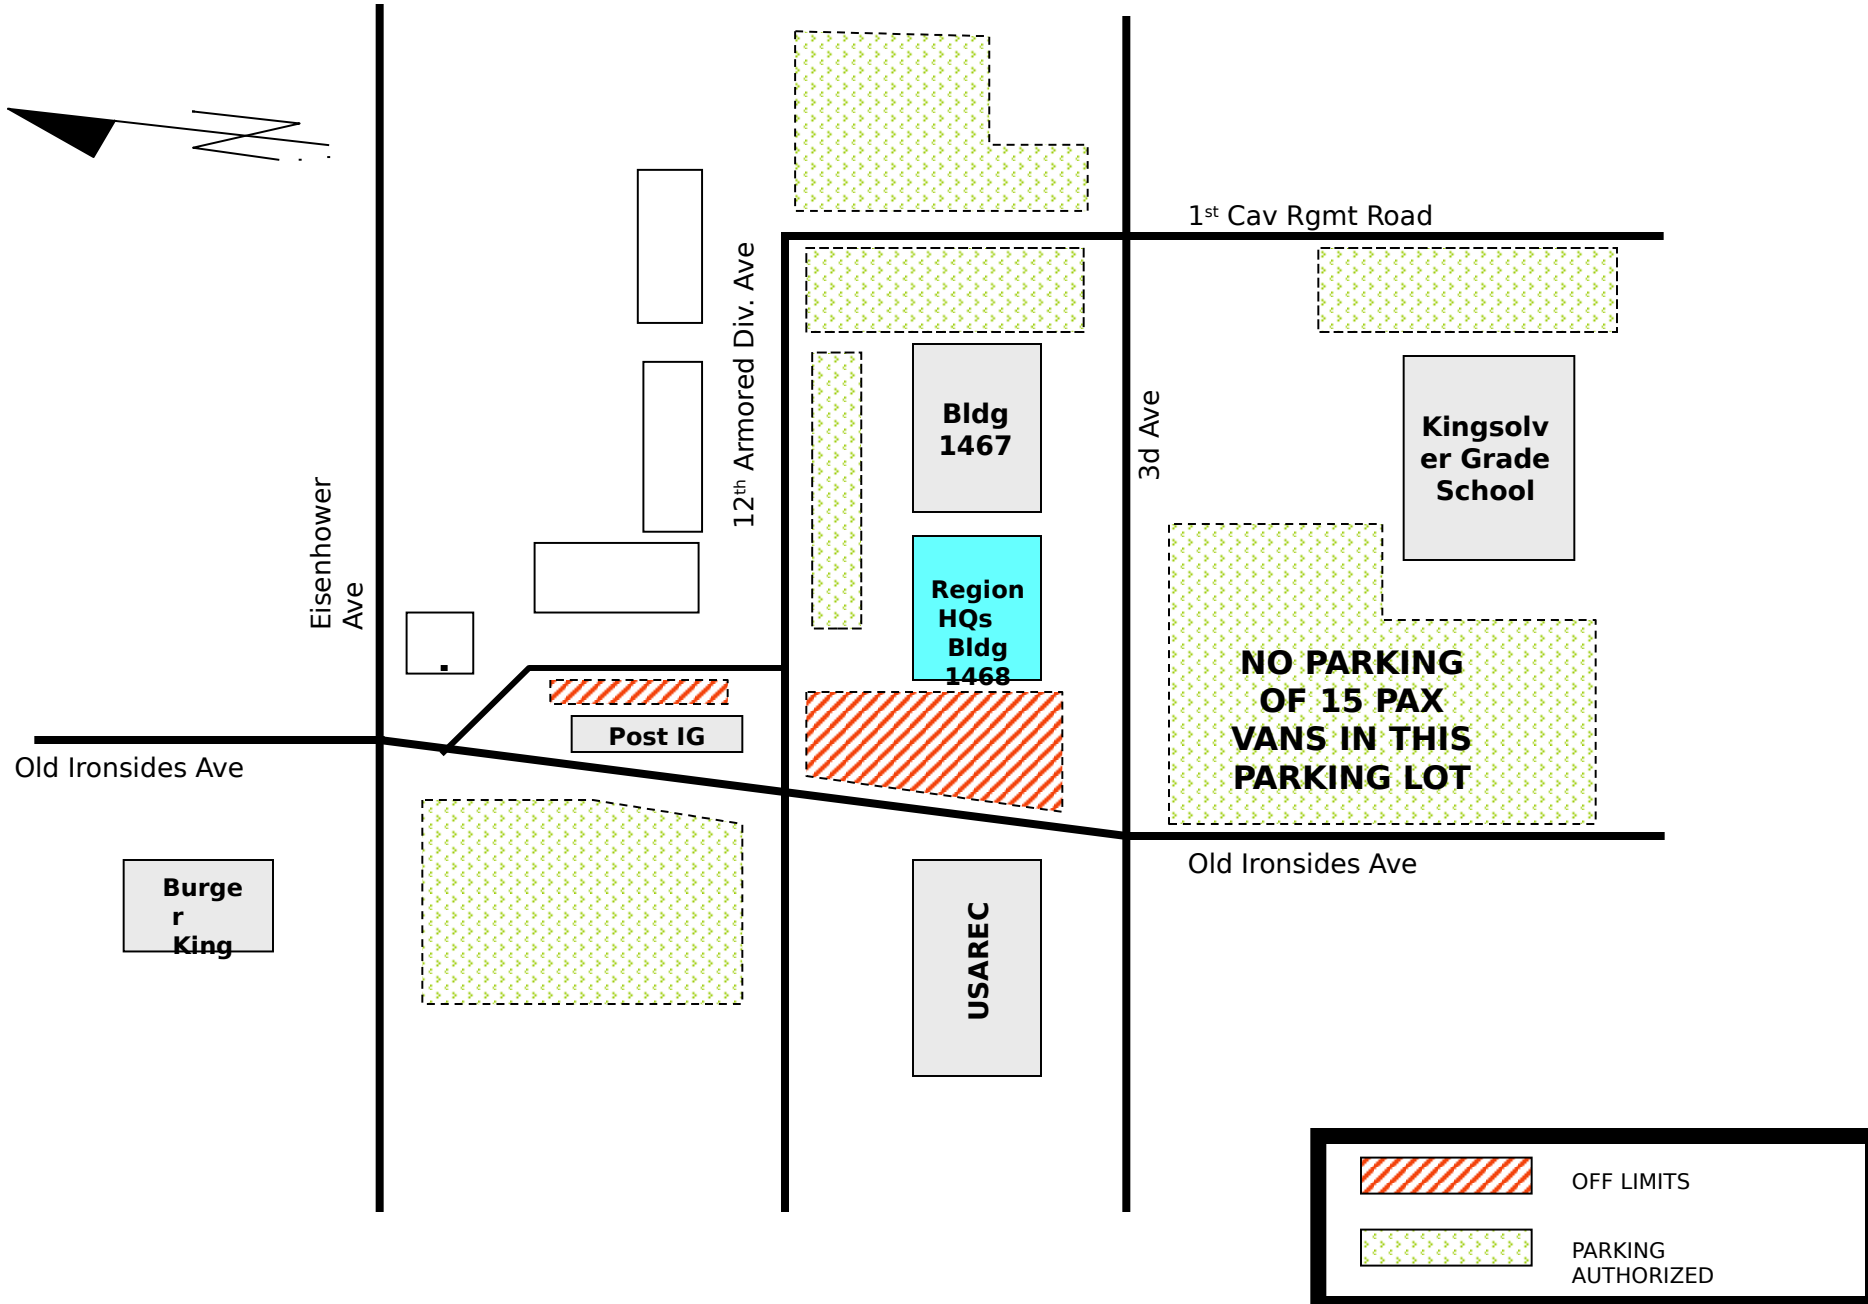 1st Cav Rgmt Road
12th Armored Div. Ave
Bldg
1467
3d Ave
Kingsolv
er Grade
School
Eisenhower
Ave
Region
HQs
Bldg
1468
NO PARKING
OF 15 PAX
VANS IN THIS
PARKING LOT
Post IG
Old Ironsides Ave
Old Ironsides Ave
Burge
r
King
USAREC
OFF LIMITS
PARKING
AUTHORIZED